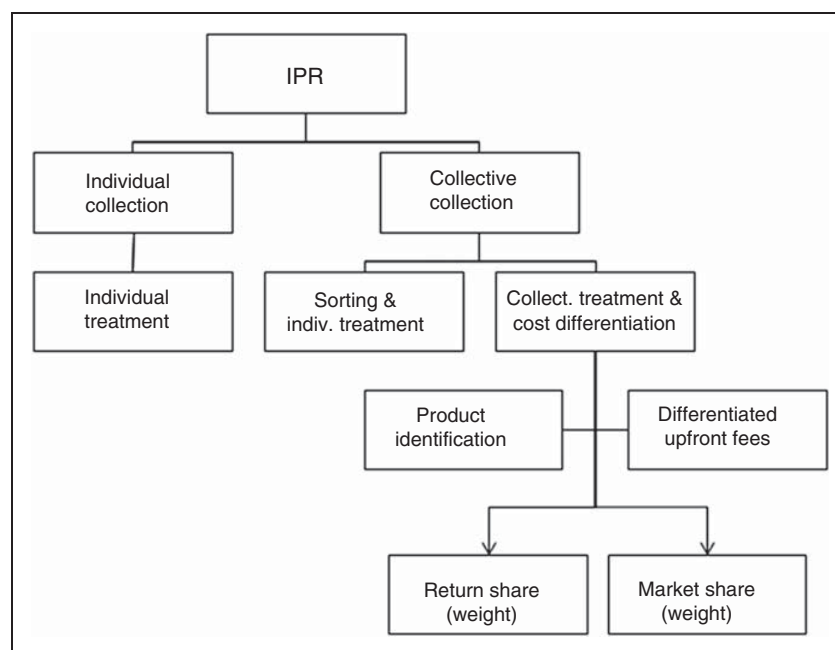 IPR
Individual
collection
Collective
collection
Individual
treatment
Sorting &
indiv. treatment
Collect. treatment &
cost differentiation
Product
identification
Differentiated
upfront fees
Return share
(weight)
Market share
(weight)